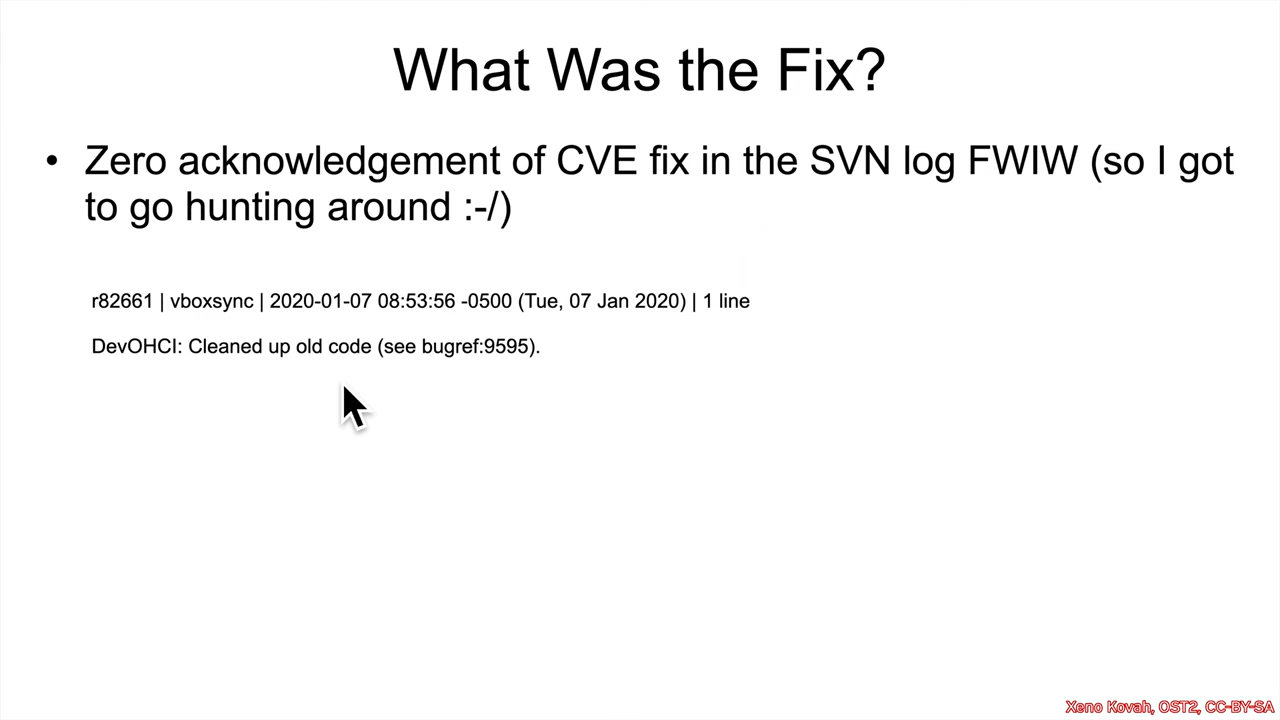 What Was the Fix?
• Zero acknowledgement of CVE fix in the SVN log FWIW (so I got
to go hunting around :-/)
r82661 | vboxsync | 2020-01-07 08:53:56 -0500 (Tue, 07 Jan 2020) | 1 line
DevOHCI: Cleaned up old code (see bugref:9595).
Xeno Kovah, OST2, CC-BY-SA